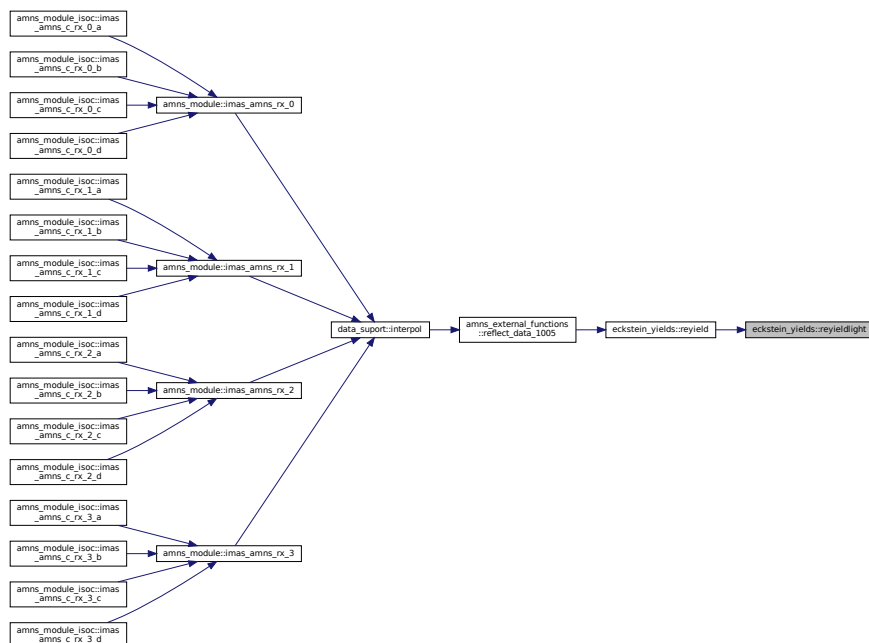 amns_module_isoc::imas
_amns_c_rx_0_a
amns_module_isoc::imas
_amns_c_rx_0_b
amns_module_isoc::imas
_amns_c_rx_0_c
amns_module_isoc::imas
_amns_c_rx_0_d
amns_module::imas_amns_rx_0
amns_module_isoc::imas
_amns_c_rx_1_a
amns_module_isoc::imas
_amns_c_rx_1_b
amns_module_isoc::imas
_amns_c_rx_1_c
amns_module_isoc::imas
_amns_c_rx_1_d
amns_module::imas_amns_rx_1
amns_module_isoc::imas
_amns_c_rx_2_a
amns_module_isoc::imas
_amns_c_rx_2_b
amns_module_isoc::imas
_amns_c_rx_2_c
amns_module_isoc::imas
_amns_c_rx_2_d
amns_module::imas_amns_rx_2
amns_module_isoc::imas
_amns_c_rx_3_a
amns_module_isoc::imas
_amns_c_rx_3_b
amns_module_isoc::imas
_amns_c_rx_3_c
amns_module_isoc::imas
_amns_c_rx_3_d
amns_module::imas_amns_rx_3
data_suport::interpol
amns_external_functions
::reflect_data_1005
eckstein_yields::reyield
eckstein_yields::reyieldlight